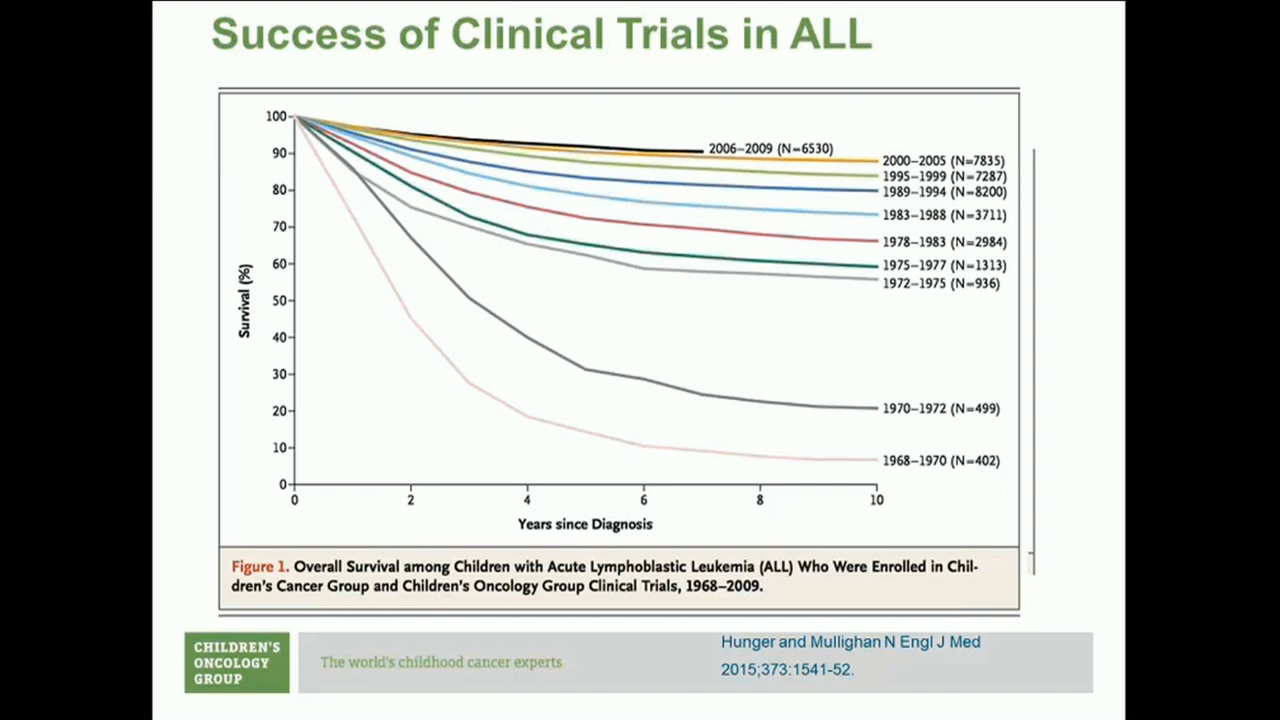 Success of Clinical Trials in ALL
100
90
80
70
60
50
40
30
20
10
0
Survival (%)
0 2 4 6 8 10
Years since Diagnosis
2006–2009 (N=6530)
2000–2005 (N=7835)
1995–1999 (N=7287)
1989–1994 (N=8200)
1983–1988 (N=3711)
1978–1983 (N=2984)
1975–1977 (N=1313)
1972–1975 (N=936)
1970–1972 (N=499)
1968–1970 (N=402)
Figure 1. Overall Survival among Children with Acute Lymphoblastic Leukemia (ALL) Who Were Enrolled in Chil-
dren's Cancer Group and Children's Oncology Group Clinical Trials, 1968–2009.
CHILDREN'S
ONCOLOGY
GROUP
The world's childhood cancer experts
Hunger and Mullighan N Engl J Med
2015;373:1541-52.